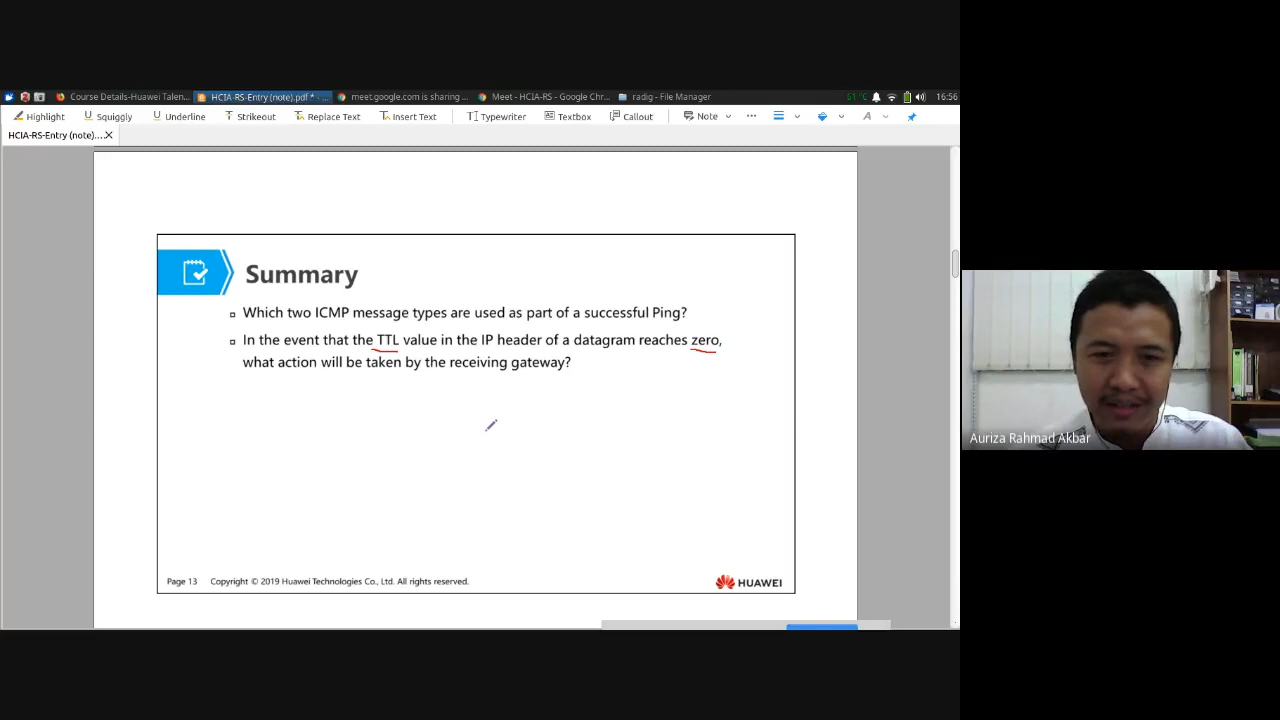 Course Details-Huawei Talen...
HCIA-RS-Entry (note).pdf * - ...
meet.google.com is sharing ...
Meet - HCIA-RS - Google Chr...
radig - File Manager
61 °C
16:56
Highlight
Squiggly
Underline
Strikeout
Replace Text
Insert Text
Typewriter
Textbox
Callout
Note
HCIA-RS-Entry (note)....
Summary
Which two ICMP message types are used as part of a successful Ping?
In the event that the TTL value in the IP header of a datagram reaches zero,
what action will be taken by the receiving gateway?
Auriza Rahmad Akbar
Page 13 Copyright © 2019 Huawei Technologies Co., Ltd. All rights reserved.
HUAWEI